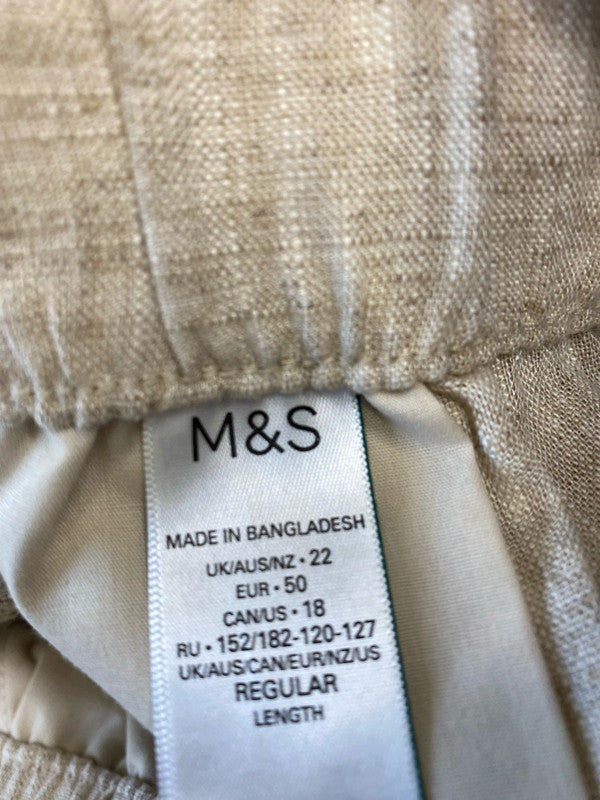 M&S
MADE IN BANGLADESH
UK/AUS/NZ • 22
EUR • 50
CAN/US • 18
RU • 152/182-120-127
UK/AUS/CAN/EUR/NZ/US
REGULAR
LENGTH